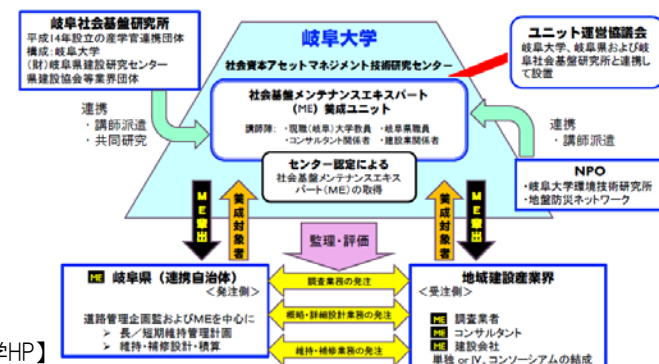 岐阜社会基盤研究所
平成14年設立の産学官連携団体
構成：岐阜大学
(財)岐阜県建設研究センター
県建設協会等業界団体
岐阜大学
社会資本アセットマネジメント技術研究センター
ユニット運営協議会
岐阜大学、岐阜県および岐
阜社会基盤研究所と連携し
て設置
社会基盤メンテナンスエキスパート
（ME）養成ユニット
講師陣： ・現職(岐阜)大学教員 ・岐阜県職員
・コンサルタント関係者 ・建設業関係者
連携
・講師派遣
・共同研究
連携
・講師派遣
センター認定による
社会基盤メンテナンスエキス
パート（ME）の取得
NPO
・岐阜大学環境技術研究所
・地盤防災ネットワーク
ME輩出
養成対象者
養成対象者
ME輩出
監理・評価
ME 岐阜県（連携自治体）
＜発注側＞
道路管理企画監およびMEを中心に
➢ 長／短期維持管理計画
➢ 維持・補修設計・積算
調査業務の発注
概略・詳細設計業務の発注
維持・補修業務の発注
地域建設産業界
＜受注側＞
ME 調査業者
ME コンサルタント
ME 建設会社
単独 or JV、コンソーシアムの結成
学HP】